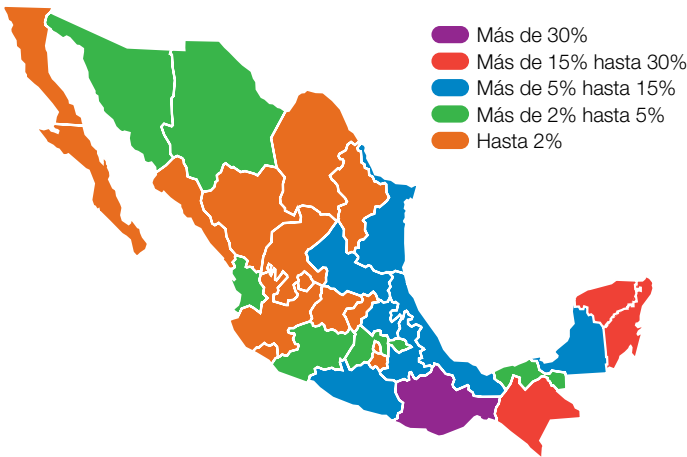 Más de 30%
Más de 15% hasta 30%
Más de 5% hasta 15%
Más de 2% hasta 5%
Hasta 2%